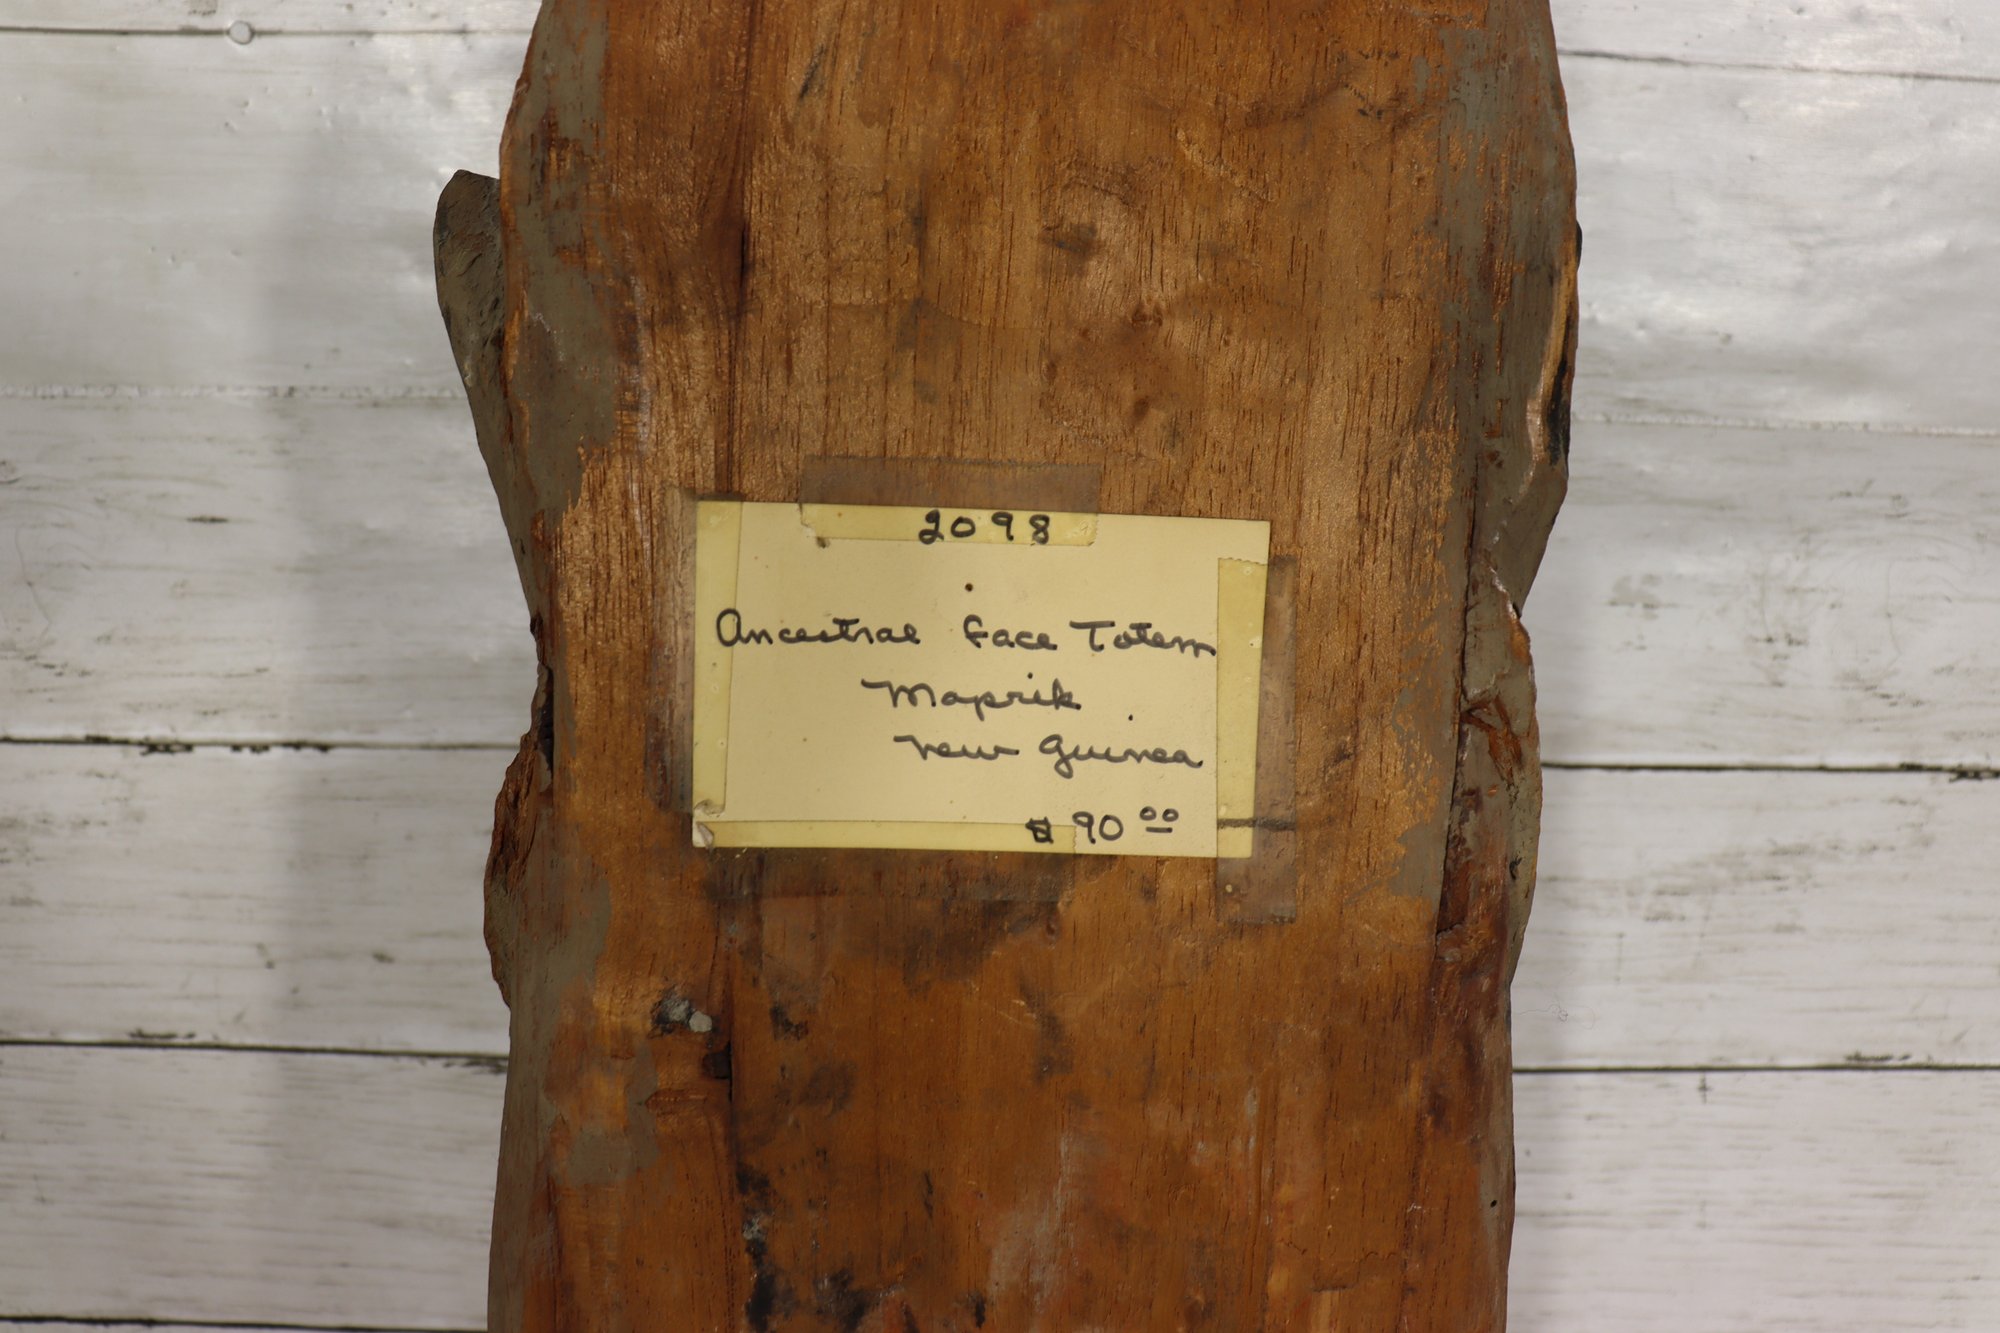 2098
Ancestral Face Totem
Maprik
New Guinea
$90.00